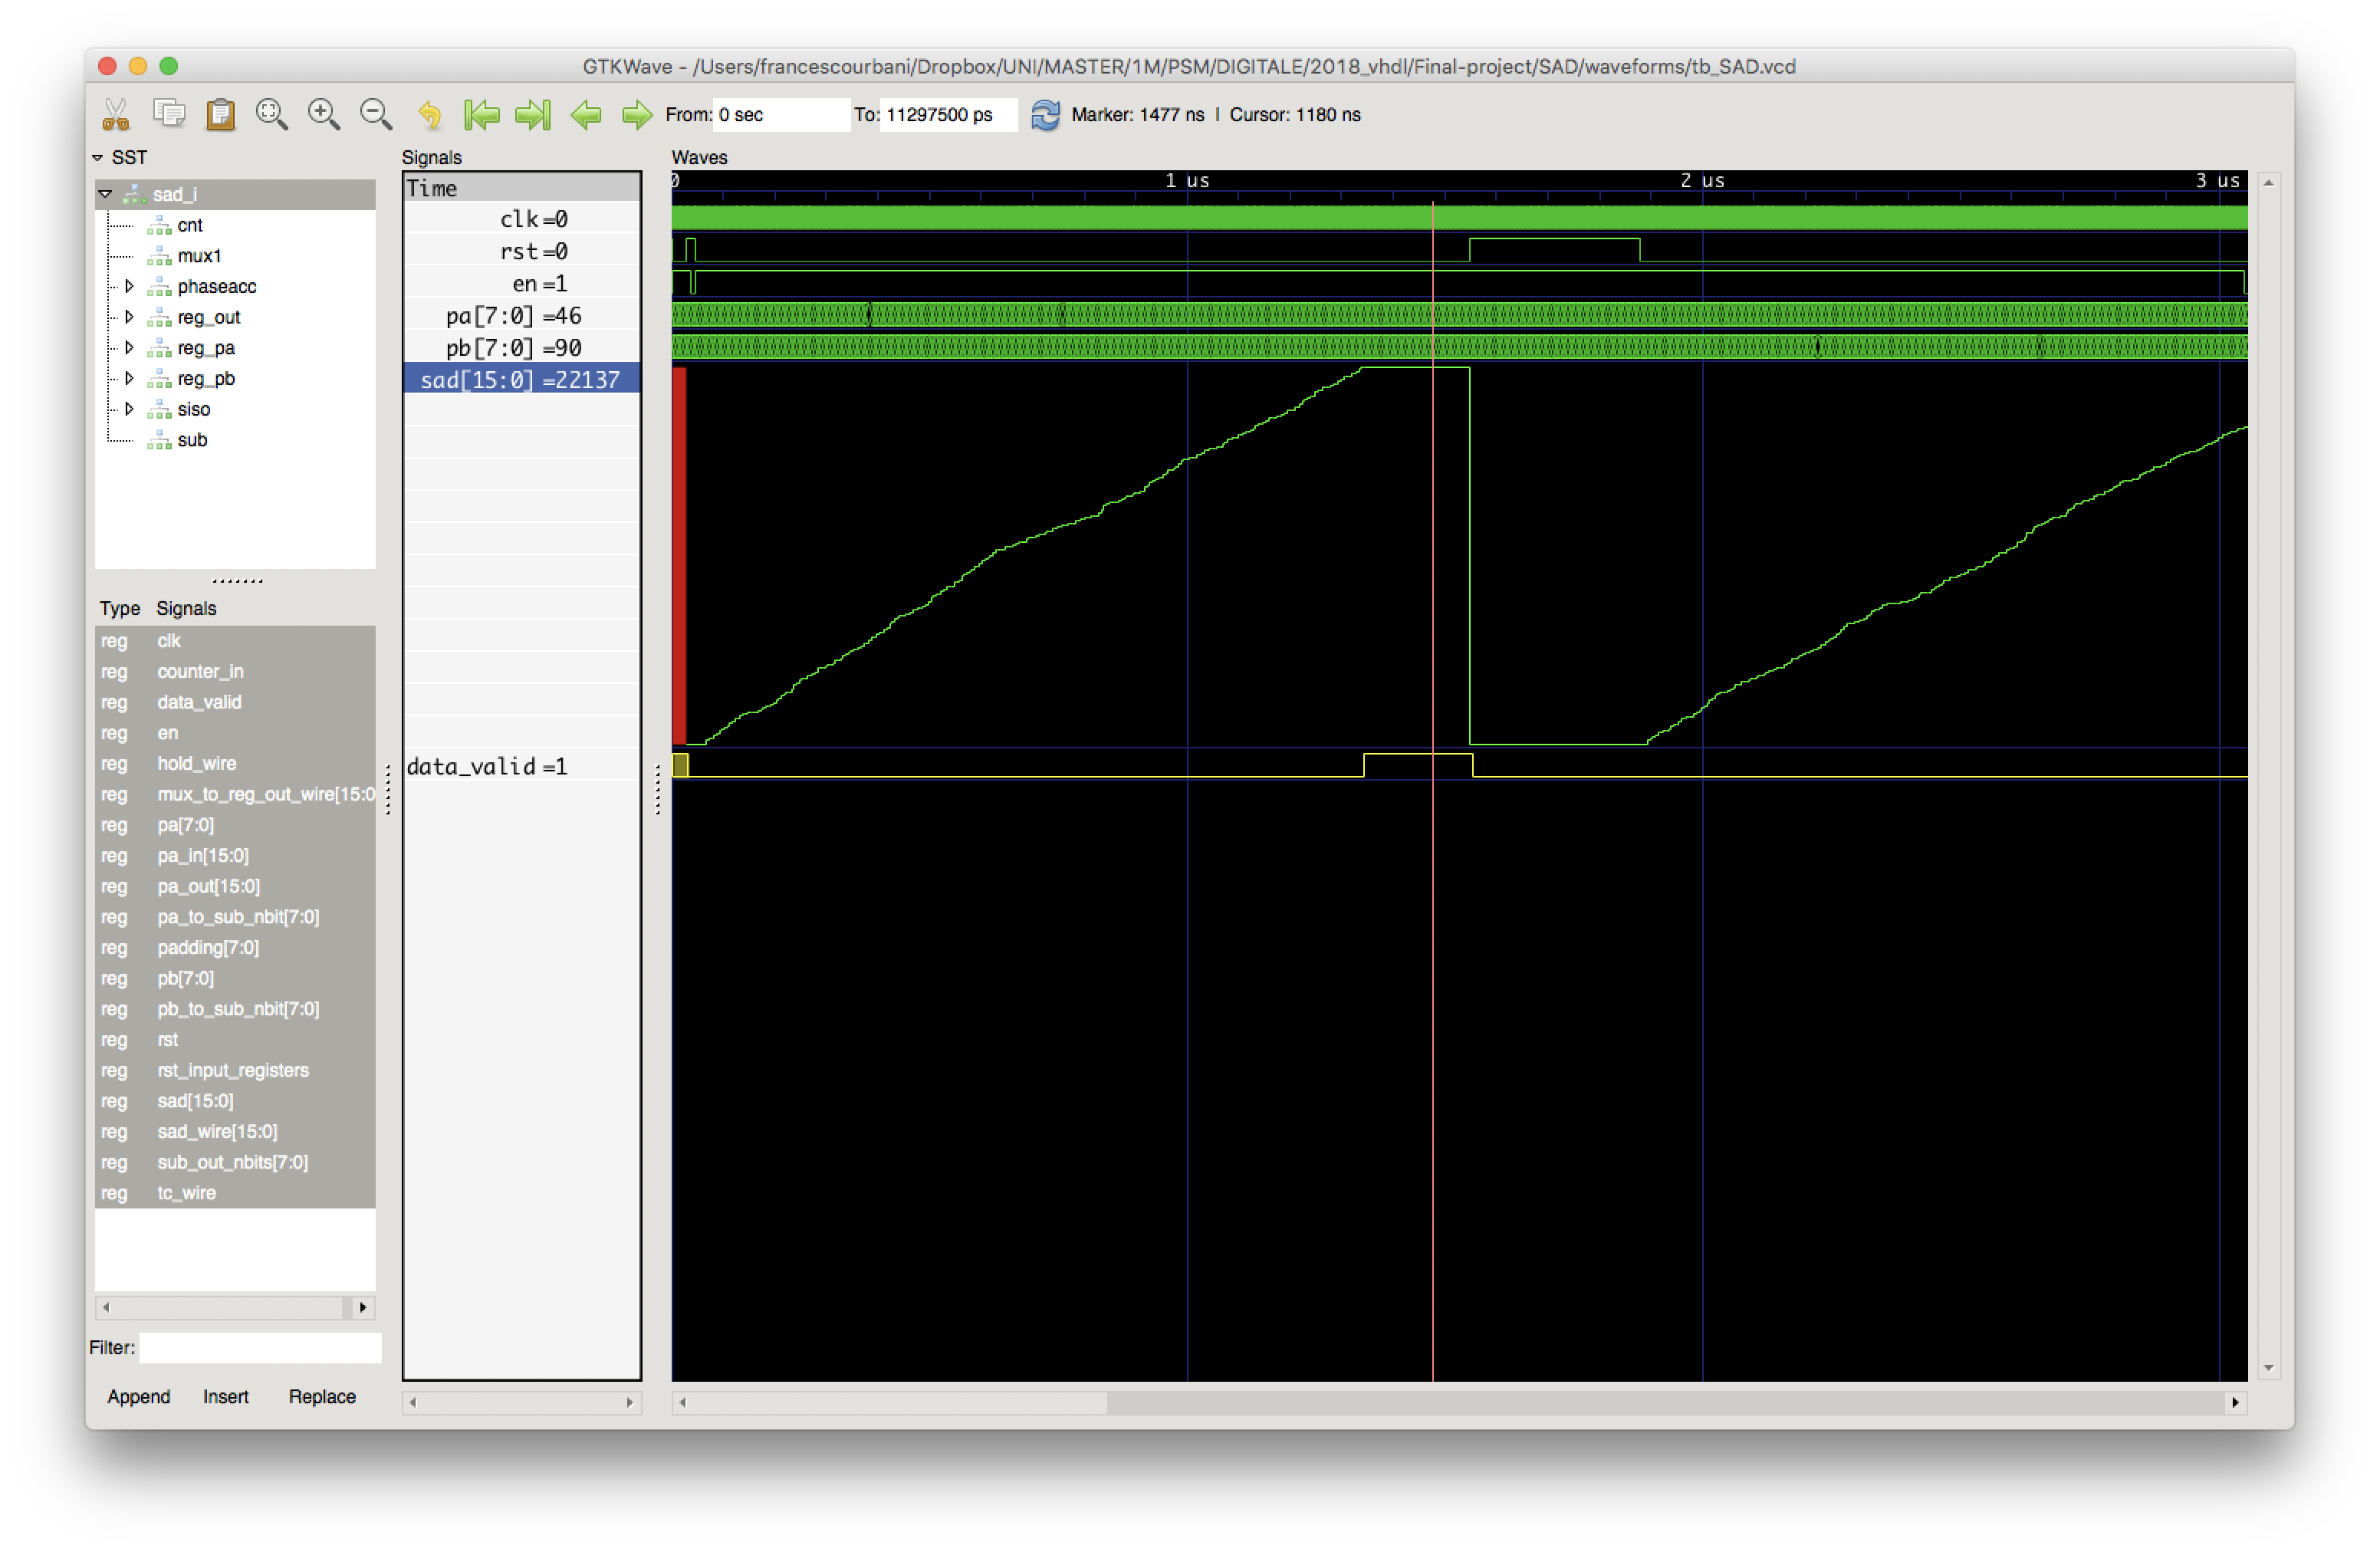 GTKWave - /Users/francescourbani/Dropbox/UNI/MASTER/1M/PSM/DIGITALE/2018_vhdl/Final-project/SAD/waveforms/tb_SAD.vcd
From: 0 sec To: 11297500 ps Marker: 1477 ns | Cursor: 1180 ns
SST
sad_i
cnt
mux1
phaseacc
reg_out
reg_pa
reg_pb
siso
sub
Type Signals
reg clk
reg counter_in
reg data_valid
reg en
reg hold_wire
reg mux_to_reg_out_wire[15:0
reg pa[7:0]
reg pa_in[15:0]
reg pa_out[15:0]
reg pa_to_sub_nbit[7:0]
reg padding[7:0]
reg pb[7:0]
reg pb_to_sub_nbit[7:0]
reg rst
reg rst_input_registers
reg sad[15:0]
reg sad_wire[15:0]
reg sub_out_nbits[7:0]
reg tc_wire
Filter:
Append Insert Replace
Signals
Time
clk=0
rst=0
en=1
pa[7:0]=46
pb[7:0]=90
sad[15:0]=22137
data_valid=1
Waves
0 1 us 2 us 3 us